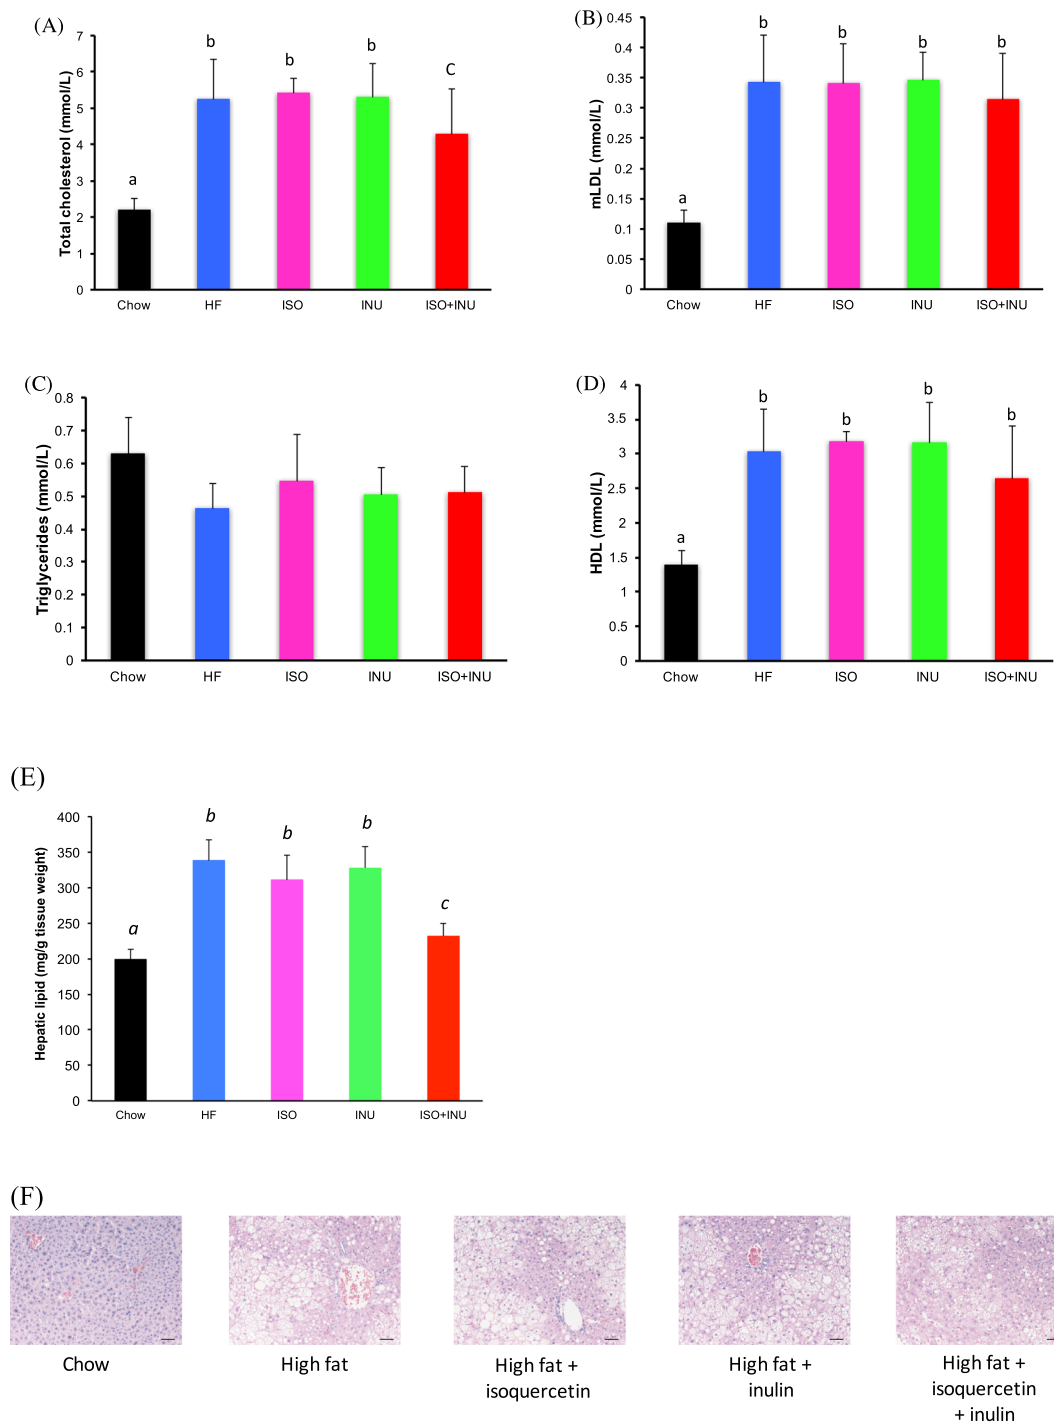 (A)
Total cholesterol (mmol/L)
7
6
5
4
3
2
1
0
a
b
b
b
C
Chow HF ISO INU ISO+INU
(B)
mLDL (mmol/L)
0.45
0.4
0.35
0.3
0.25
0.2
0.15
0.1
0.05
0
a
b
b
b
b
Chow HF ISO INU ISO+INU
(C)
Triglycerides (mmol/L)
0.8
0.7
0.6
0.5
0.4
0.3
0.2
0.1
0
Chow HF ISO INU ISO+INU
(D)
HDL (mmol/L)
4
3.5
3
2.5
2
1.5
1
0.5
0
a
b
b
b
b
Chow HF ISO INU ISO+INU
(E)
Hepatic lipid (mg/g tissue weight)
400
350
300
250
200
150
100
50
0
a
b
b
b
c
Chow HF ISO INU ISO+INU
(F)
Chow
High fat
High fat +
isoquercetin
High fat +
inulin
High fat +
isoquercetin
+ inulin